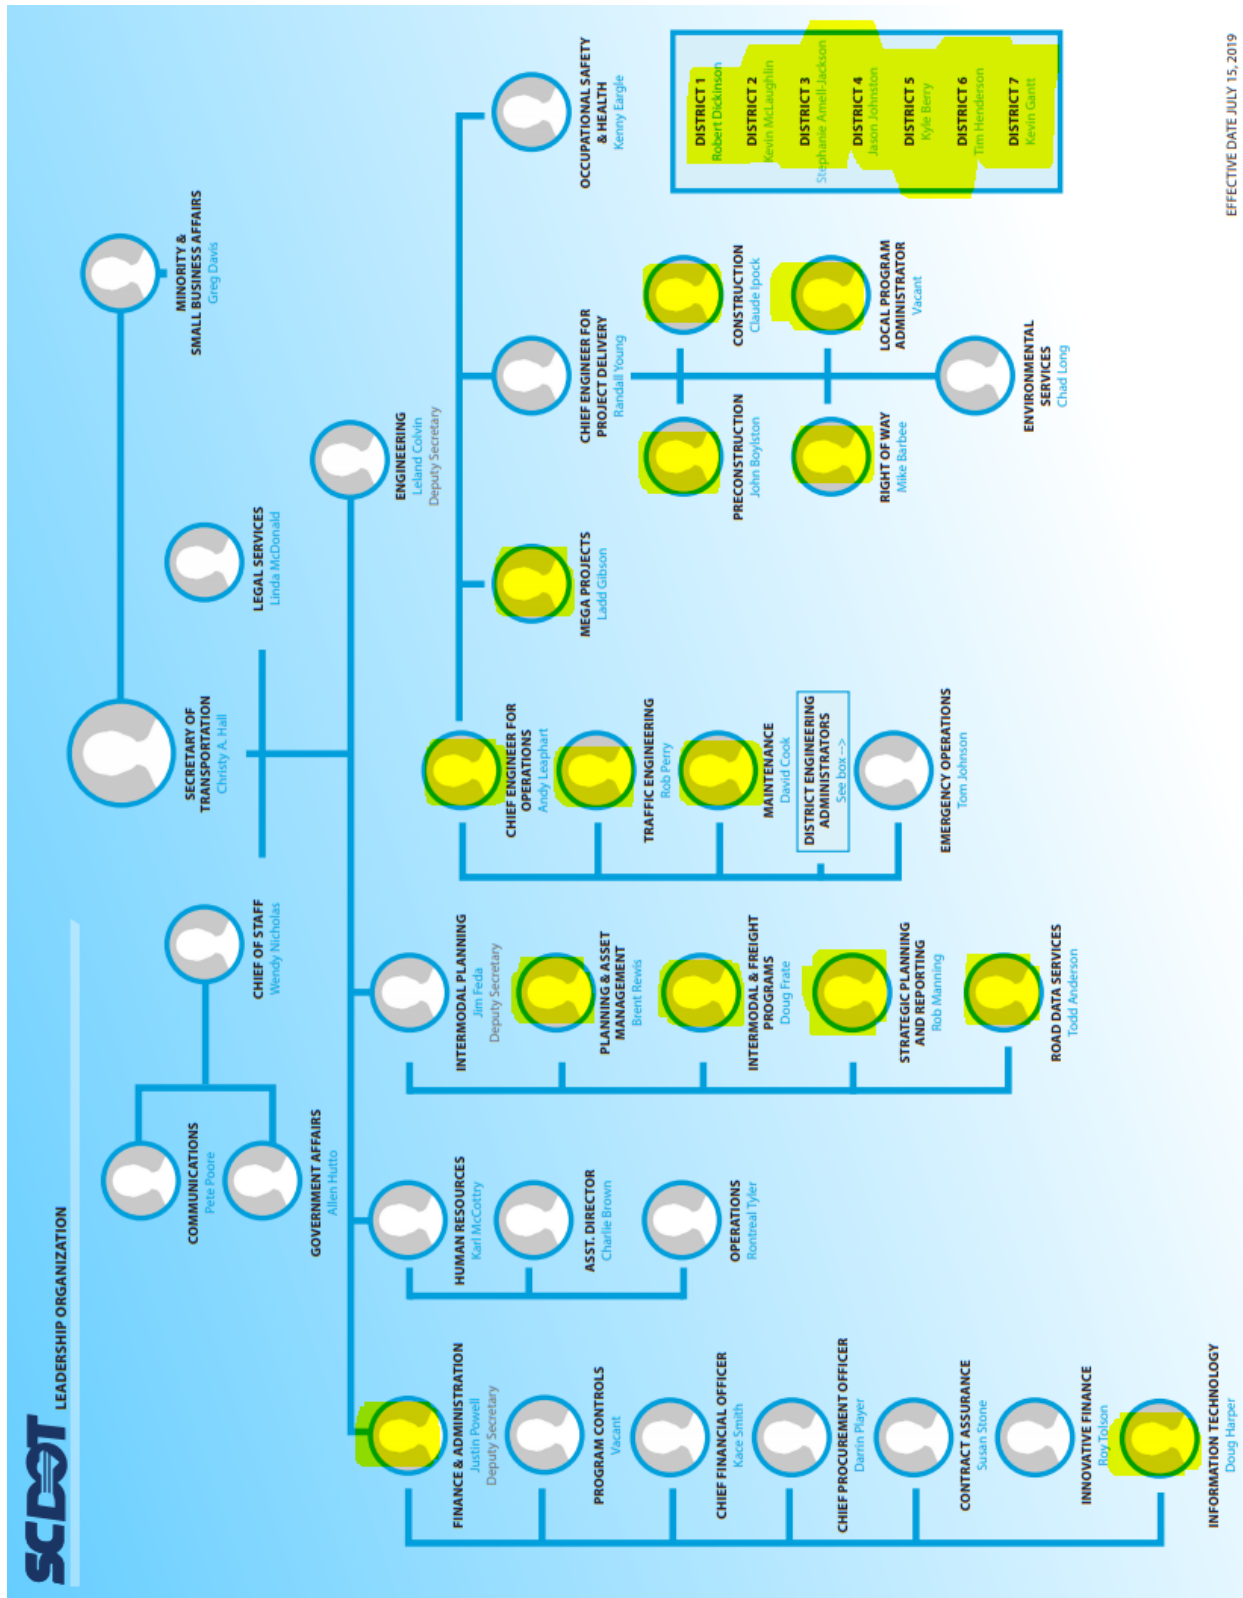 SCDOT
LEADERSHIP ORGANIZATION
SECRETARY OF
TRANSPORTATION
Christy A. Hall
MINORITY &
SMALL BUSINESS AFFAIRS
Greg Davis
COMMUNICATIONS
Pete Poore
GOVERNMENT AFFAIRS
Allen Hutto
CHIEF OF STAFF
Wendy Nicholas
LEGAL SERVICES
Linda McDonald
FINANCE & ADMINISTRATION
Justin Powell
Deputy Secretary
PROGRAM CONTROLS
Vacant
CHIEF FINANCIAL OFFICER
Kace Smith
CHIEF PROCUREMENT OFFICER
Darrin Player
CONTRACT ASSURANCE
Susan Stone
INNOVATIVE FINANCE
Roy Tolson
INFORMATION TECHNOLOGY
Doug Harper
HUMAN RESOURCES
Karl McCottry
ASST. DIRECTOR
Charlie Brown
OPERATIONS
Rontreal Tyler
INTERMODAL PLANNING
Jim Feda
Deputy Secretary
PLANNING & ASSET
MANAGEMENT
Brent Rewis
INTERMODAL & FREIGHT
PROGRAMS
Doug Frate
STRATEGIC PLANNING
AND REPORTING
Rob Manning
ROAD DATA SERVICES
Todd Anderson
ENGINEERING
Leland Colvin
Deputy Secretary
CHIEF ENGINEER FOR
OPERATIONS
Andy Leaphart
TRAFFIC ENGINEERING
Rob Perry
MAINTENANCE
David Cook
DISTRICT ENGINEERING
ADMINISTRATORS
See box -->
EMERGENCY OPERATIONS
Tom Johnson
MEGA PROJECTS
Ladd Gibson
CHIEF ENGINEER FOR
PROJECT DELIVERY
Randall Young
PRECONSTRUCTION
John Boylston
CONSTRUCTION
Claude Ipock
RIGHT OF WAY
Mike Barbee
LOCAL PROGRAM
ADMINISTRATOR
Vacant
ENVIRONMENTAL
SERVICES
Chad Long
OCCUPATIONAL SAFETY
& HEALTH
Kenny Eargle
DISTRICT 1
Robert Dickinson
DISTRICT 2
Kevin McLaughlin
DISTRICT 3
Stephanie Amell-Jackson
DISTRICT 4
Jason Johnston
DISTRICT 5
Kyle Berry
DISTRICT 6
Tim Henderson
DISTRICT 7
Kevin Gantt
EFFECTIVE DATE JULY 15, 2019